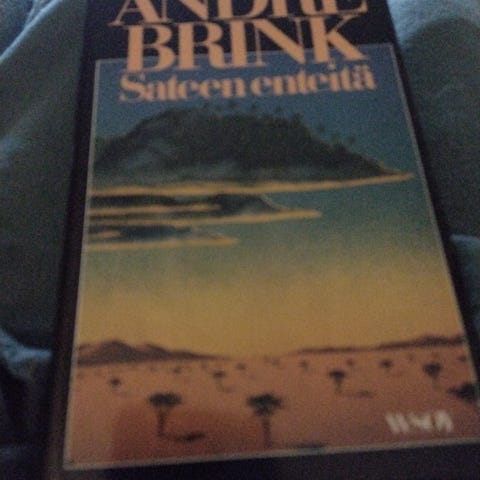 ANDRÉ
BRINK
Sateen enteitä
WSOY